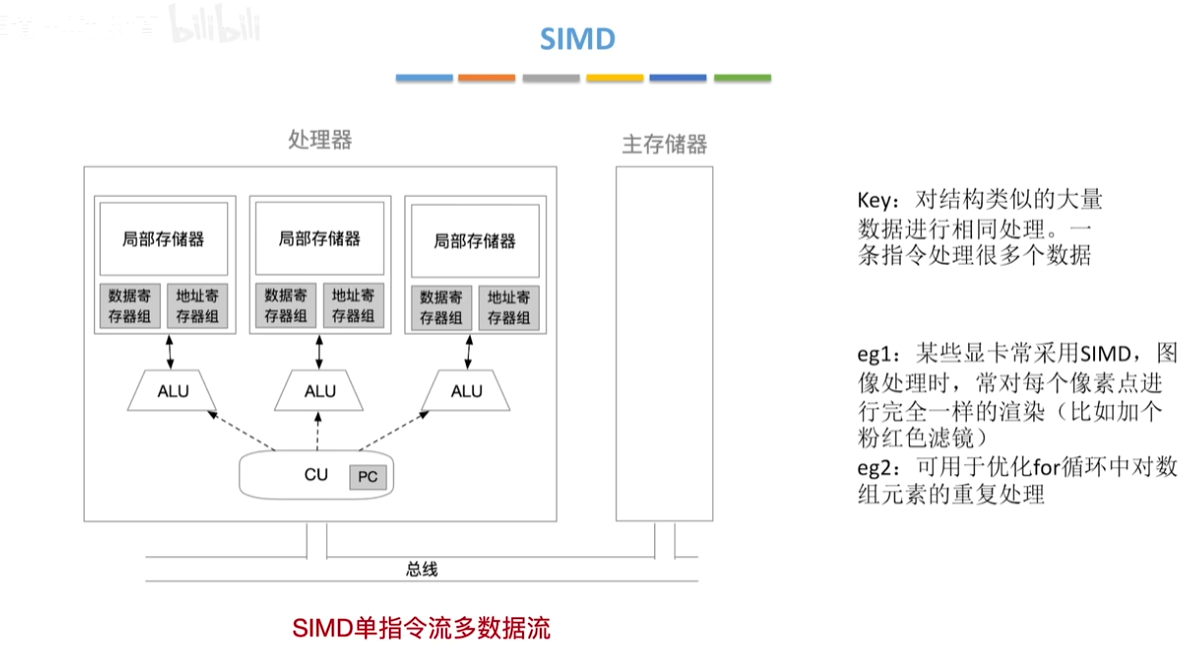 bilibili
SIMD
处理器
主存储器
局部存储器
局部存储器
局部存储器
数据寄
存器组
地址寄
存器组
数据寄
存器组
地址寄
存器组
数据寄
存器组
地址寄
存器组
ALU
ALU
ALU
CU
PC
总线
SIMD单指令流多数据流
Key：对结构类似的大量
数据进行相同处理。一
条指令处理很多个数据
eg1：某些显卡常采用SIMD，图
像处理时，常对每个像素点进
行完全一样的渲染（比如加个
粉红色滤镜）
eg2：可用于优化for循环中对数
组元素的重复处理